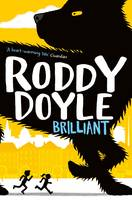 'A heart-warming tale' Guardian
RODDY
DOYLE
BRILLIANT